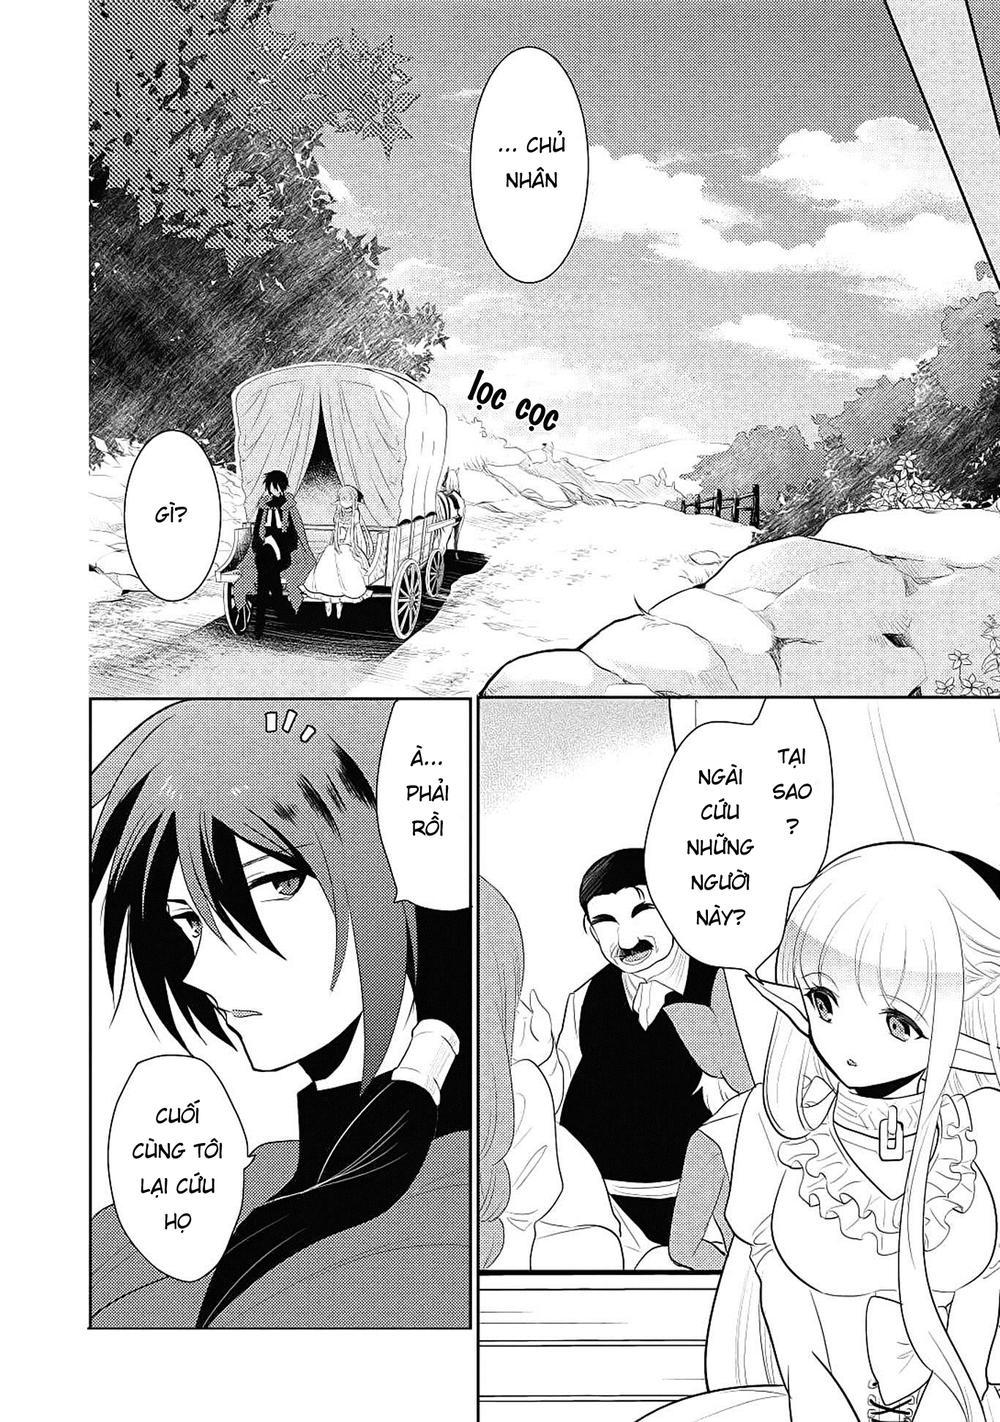 ... CHỦ
NHÂN
LỌC CỌC
GÌ?
TẠI
SAO
?
NGÀI
CỨU
NHỮNG
NGƯỜI
NÀY?
À...
PHẢI
RỒI
CUỐI
CÙNG TÔI
LẠI CỨU
HỌ